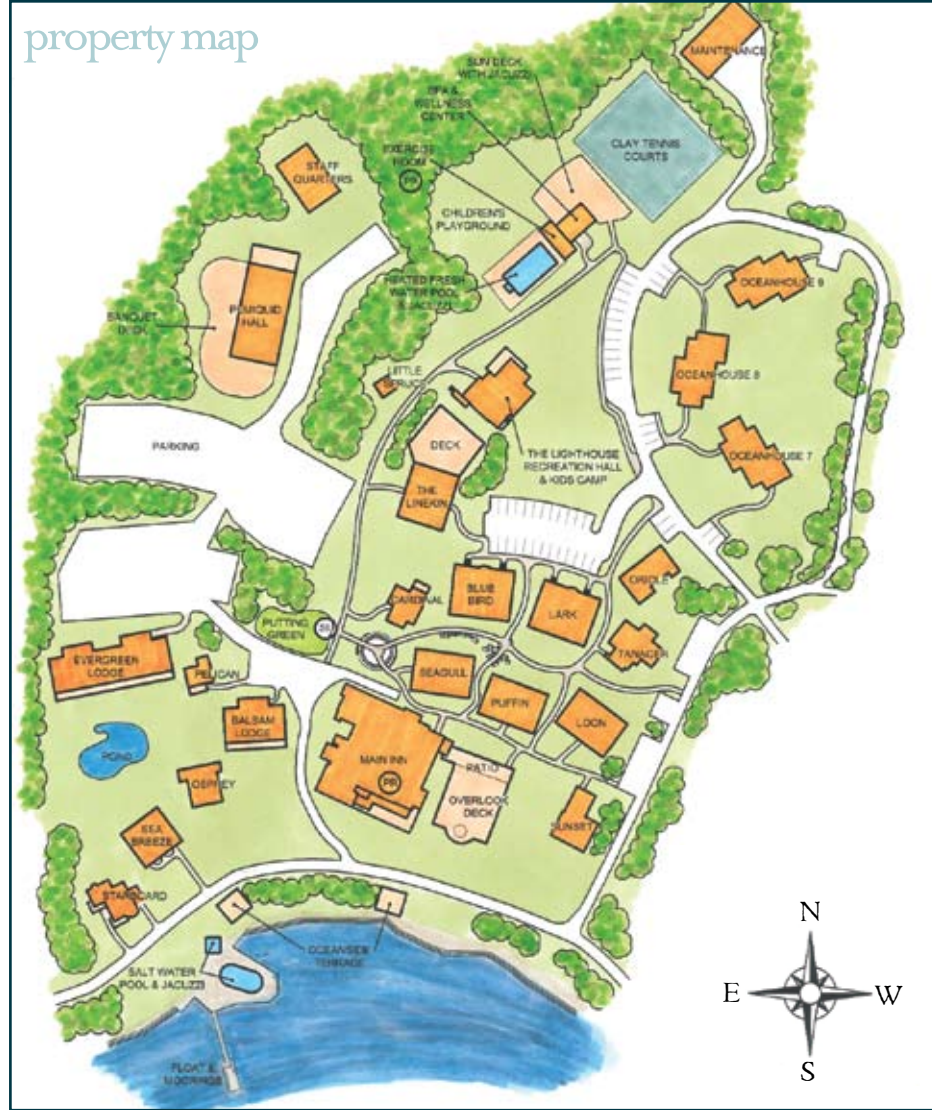 property map
MAINTENANCE
SUN DECK
WITH JACUZZI
SPA &
WELLNESS
CENTER
CLAY TENNIS
COURTS
EXERCISE
ROOM
STAFF
QUARTERS
CHILDREN'S
PLAYGROUND
HEATED FRESH
WATER POOL
& JACUZZI
OCEANHOUSE 9
BANQUET
DECK
PEMIQUID
HALL
LITTLE
SPRUCE
OCEANHOUSE 8
PARKING
DECK
THE LIGHTHOUSE
RECREATION HALL
& KIDS CAMP
OCEANHOUSE 7
THE
LINEKIN
CARDINAL
BLUE
BIRD
LARK
ORIOLE
PUTTING
GREEN
TANAGER
EVERGREEN
LODGE
PELICAN
SEAGULL
PUFFIN
LOON
BALSAM
LODGE
POND
MAIN INN
PATIO
OSPREY
OVERLOOK
DECK
SUNSET
SEA
BREEZE
STARBOARD
OCEANSIDE
TERRACE
SALT WATER
POOL & JACUZZI
FLOAT &
MOORINGS
N
E
W
S